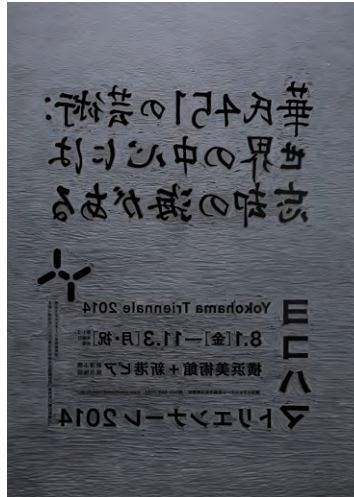 華氏451の芸術:
世界の中心には
忘却の海がある
ヨコハマ
トリエンナーレ2014
Yokohama Triennale 2014
8.1[金]—11.3[月・祝]
横浜美術館+新港ピア